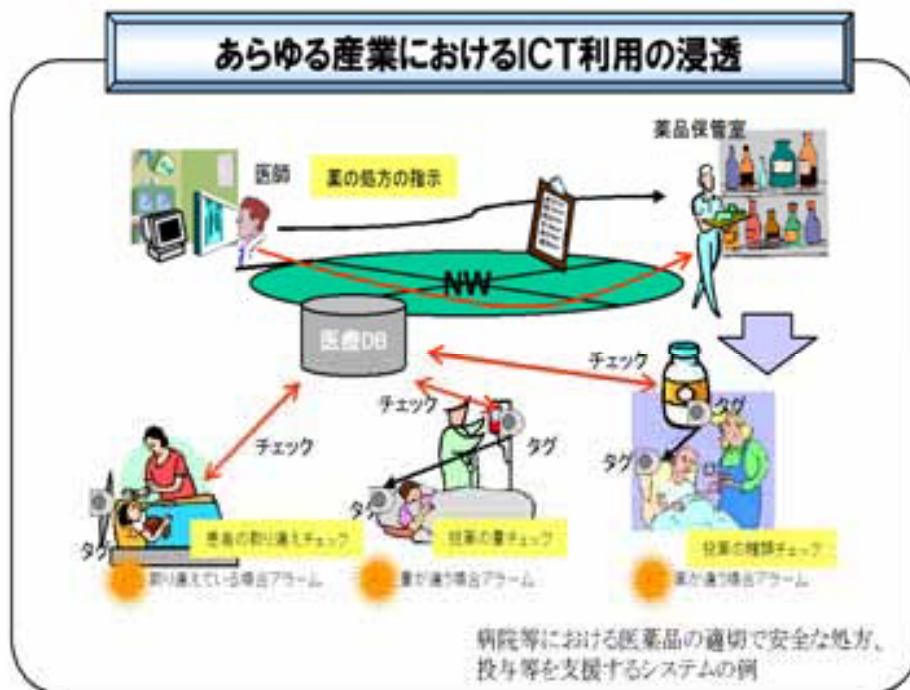 あらゆる産業におけるICT利用の浸透
薬品保管室
医師
薬の処方の指示
NW
医療DB
チェック
チェック
チェック
タグ
タグ
タグ
タグ
タグ
患者の取り違えチェック
投薬の量チェック
投薬の種類チェック
取り違えている場合アラーム
量が違う場合アラーム
薬が違う場合アラーム
病院等における医薬品の適切で安全な処方、
投与等を支援するシステムの例